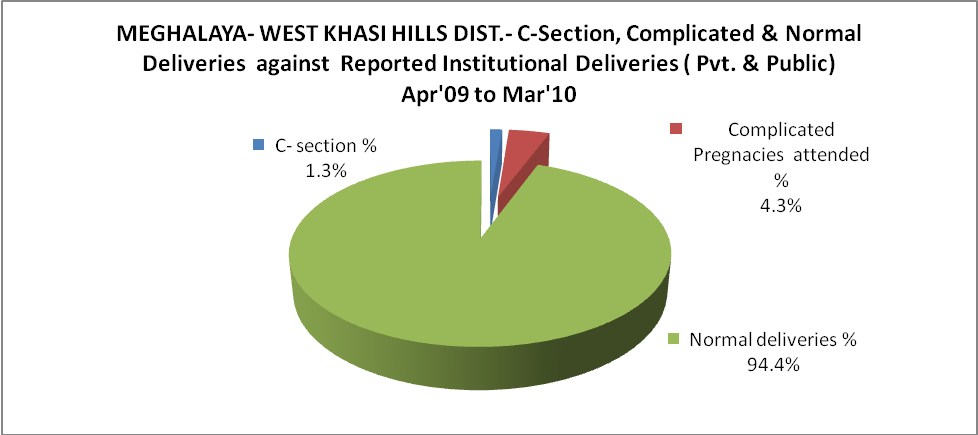 MEGHALAYA- WEST KHASI HILLS DIST.- C-Section, Complicated & Normal
Deliveries against Reported Institutional Deliveries ( Pvt. & Public)
Apr'09 to Mar'10
C- section %
1.3%
Complicated
Pregnacies attended
%
4.3%
Normal deliveries %
94.4%